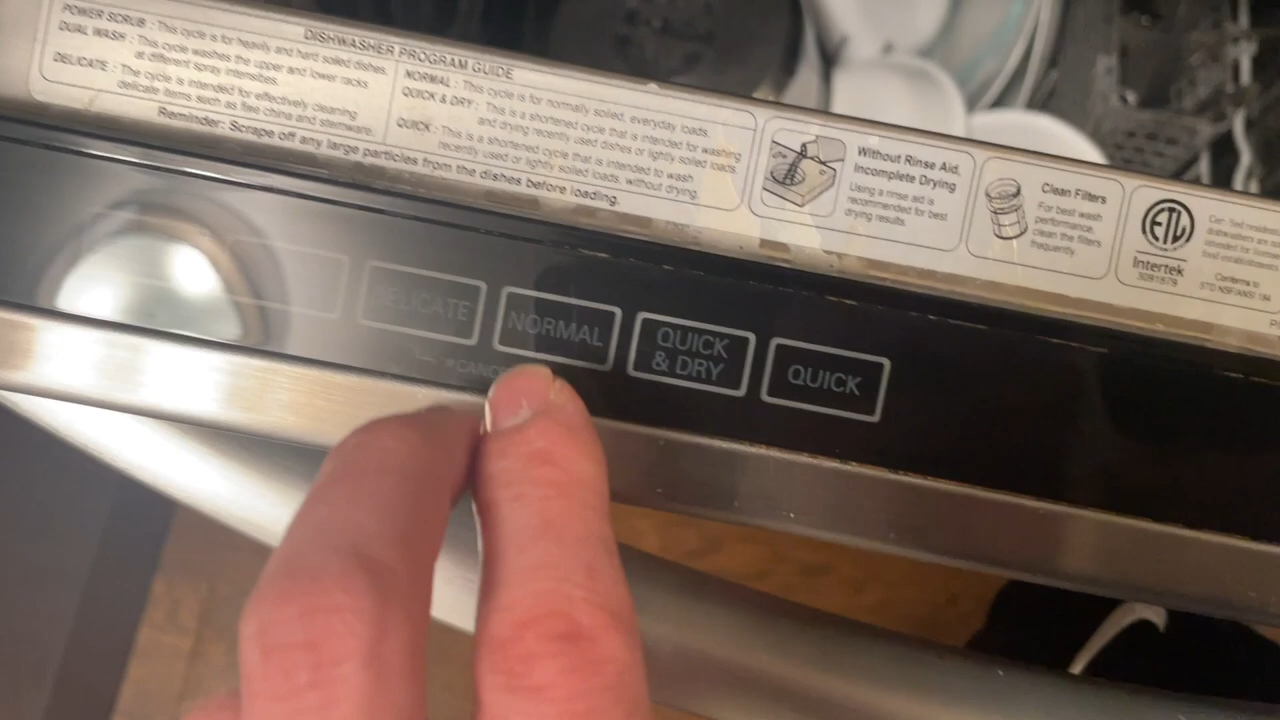 DISHWASHER PROGRAM GUIDE
POWER SCRUB : This cycle is for heavily and hard soiled dishes.
DUAL WASH : This cycle washes the upper and lower racks
at different spray intensities.
DELICATE : The cycle is intended for effectively cleaning
delicate items such as fine china and stemware.
NORMAL : This cycle is for normally soiled, everyday loads.
QUICK & DRY : This is a shortened cycle that is intended for washing
and drying recently used dishes or lightly soiled loads.
QUICK : This is a shortened cycle that is intended to wash
recently used or lightly soiled loads, without drying.
Reminder: Scrape off any large particles from the dishes before loading.
Without Rinse Aid,
Incomplete Drying
Using a rinse aid is
recommended for best
drying results.
Clean Filters
For best wash
performance,
clean the filters
frequently.
ETL
Intertek
3091879
Conforms to
STD NSF/ANSI 184
DELICATE
NORMAL
QUICK
& DRY
QUICK